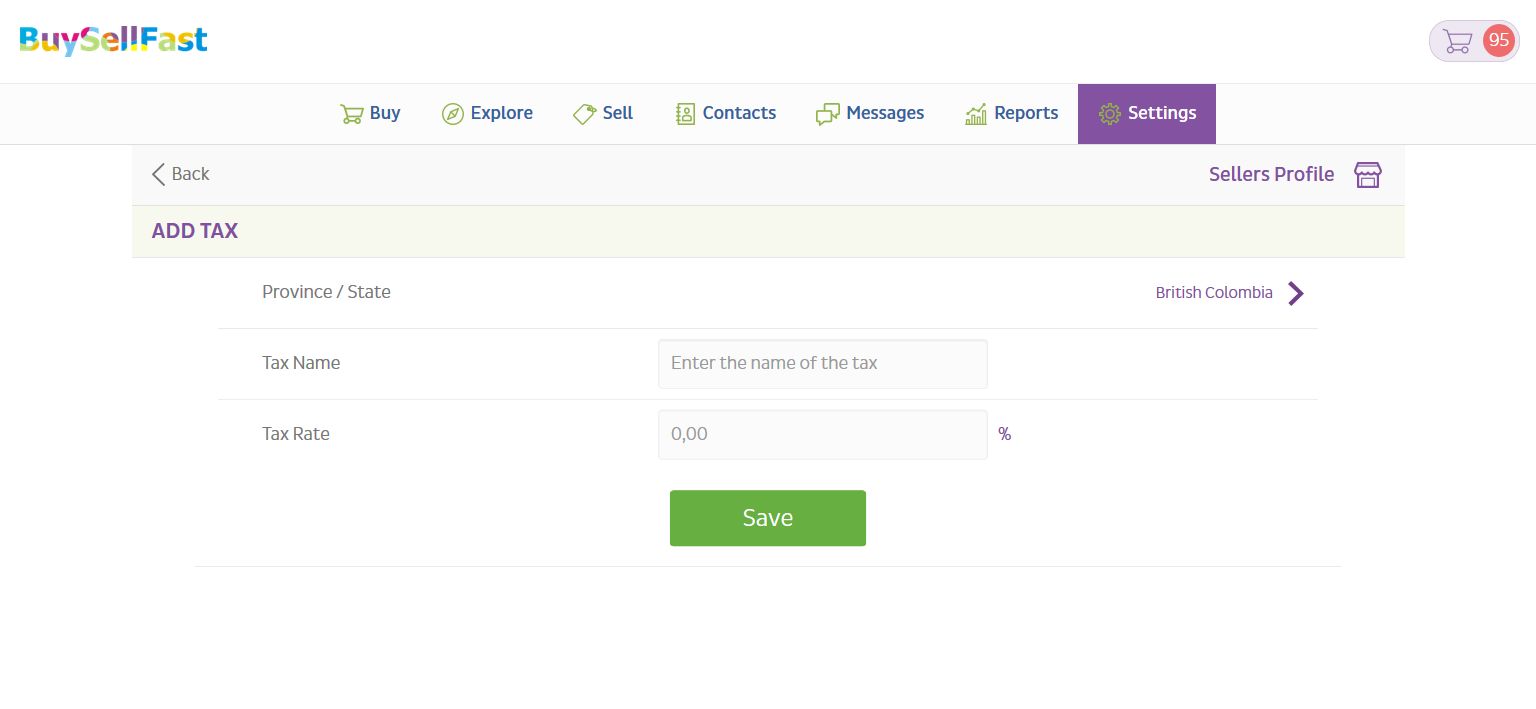 BuySellFast
95
Buy Explore Sell Contacts Messages Reports Settings
Back Sellers Profile
ADD TAX
Province / State British Colombia
Tax Name Enter the name of the tax
Tax Rate 0,00 %
Save